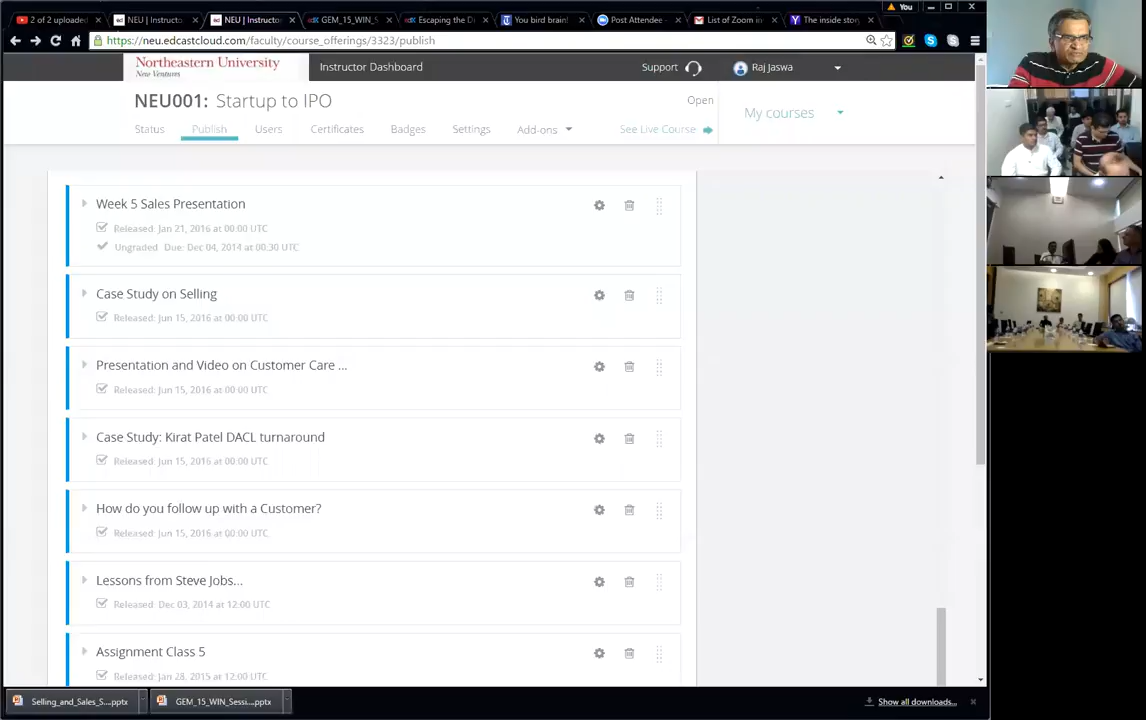 You
2 of 2 uploaded
NEU | Instructo
NEU | Instructor
GEM_15_WIN_S
Escaping the D
You bird brain!
Post Attendee -
List of Zoom in
The inside stor
https://neu.edcastcloud.com/faculty/course_offerings/3323/publish
Northeastern University
New Ventures
Instructor Dashboard
Support
Raj Jaswa
NEU001: Startup to IPO
Open
My courses
Status
Publish
Users
Certificates
Badges
Settings
Add-ons
See Live Course
Week 5 Sales Presentation
Released: Jan 21, 2016 at 00:00 UTC
Ungraded Due: Dec 04, 2014 at 00:30 UTC
Case Study on Selling
Released: Jun 15, 2016 at 00:00 UTC
Presentation and Video on Customer Care ...
Released: Jun 15, 2016 at 00:00 UTC
Case Study: Kirat Patel DACL turnaround
Released: Jun 15, 2016 at 00:00 UTC
How do you follow up with a Customer?
Released: Jun 15, 2016 at 00:00 UTC
Lessons from Steve Jobs...
Released: Dec 03, 2014 at 12:00 UTC
Assignment Class 5
Released: Jan 28, 2015 at 12:00 UTC
Selling_and_Sales_S....pptx
GEM_15_WIN_Sessi....pptx
Show all downloads...